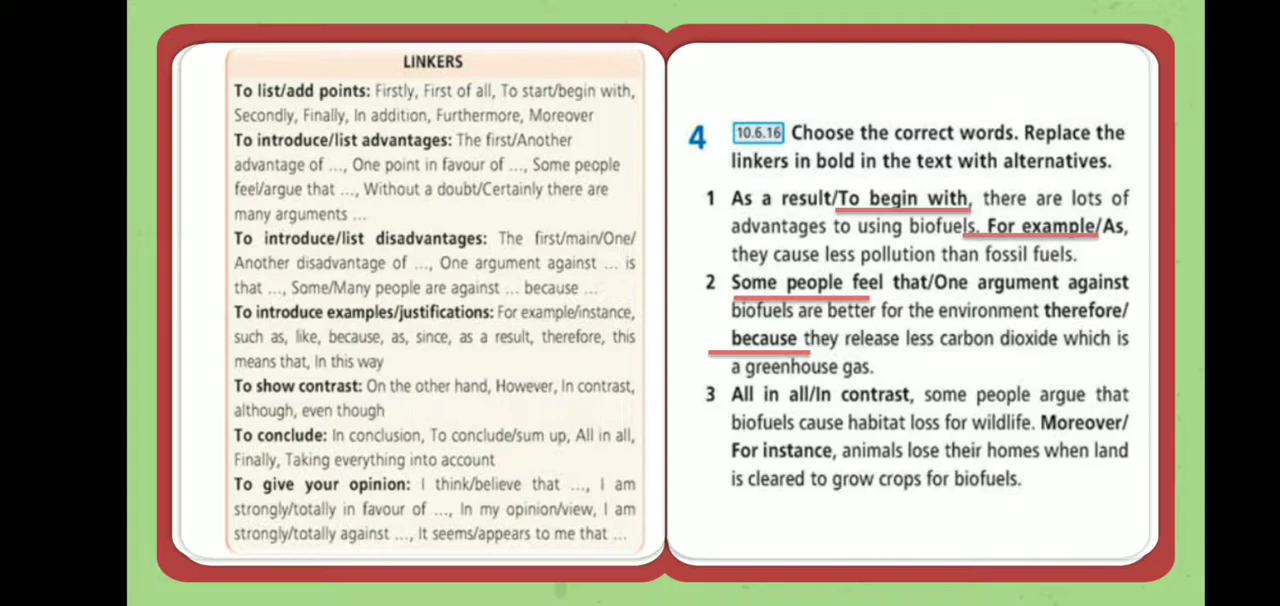 LINKERS
To list/add points: Firstly, First of all, To start/begin with,
Secondly, Finally, In addition, Furthermore, Moreover
To introduce/list advantages: The first/Another
advantage of ..., One point in favour of ..., Some people
feel/argue that ..., Without a doubt/Certainly there are
many arguments ...
To introduce/list disadvantages: The first/main/One/
Another disadvantage of ..., One argument against ... is
that ..., Some/Many people are against ... because ...
To introduce examples/justifications: For example/instance,
such as, like, because, as, since, as a result, therefore, this
means that, In this way
To show contrast: On the other hand, However, In contrast,
although, even though
To conclude: In conclusion, To conclude/sum up, All in all,
Finally, Taking everything into account
To give your opinion: I think/believe that ..., I am
strongly/totally in favour of ..., In my opinion/view, I am
strongly/totally against ..., It seems/appears to me that ...
4 10.6.16 Choose the correct words. Replace the
linkers in bold in the text with alternatives.
1 As a result/To begin with, there are lots of
advantages to using biofuels. For example/As,
they cause less pollution than fossil fuels.
2 Some people feel that/One argument against
biofuels are better for the environment therefore/
because they release less carbon dioxide which is
a greenhouse gas.
3 All in all/In contrast, some people argue that
biofuels cause habitat loss for wildlife. Moreover/
For instance, animals lose their homes when land
is cleared to grow crops for biofuels.